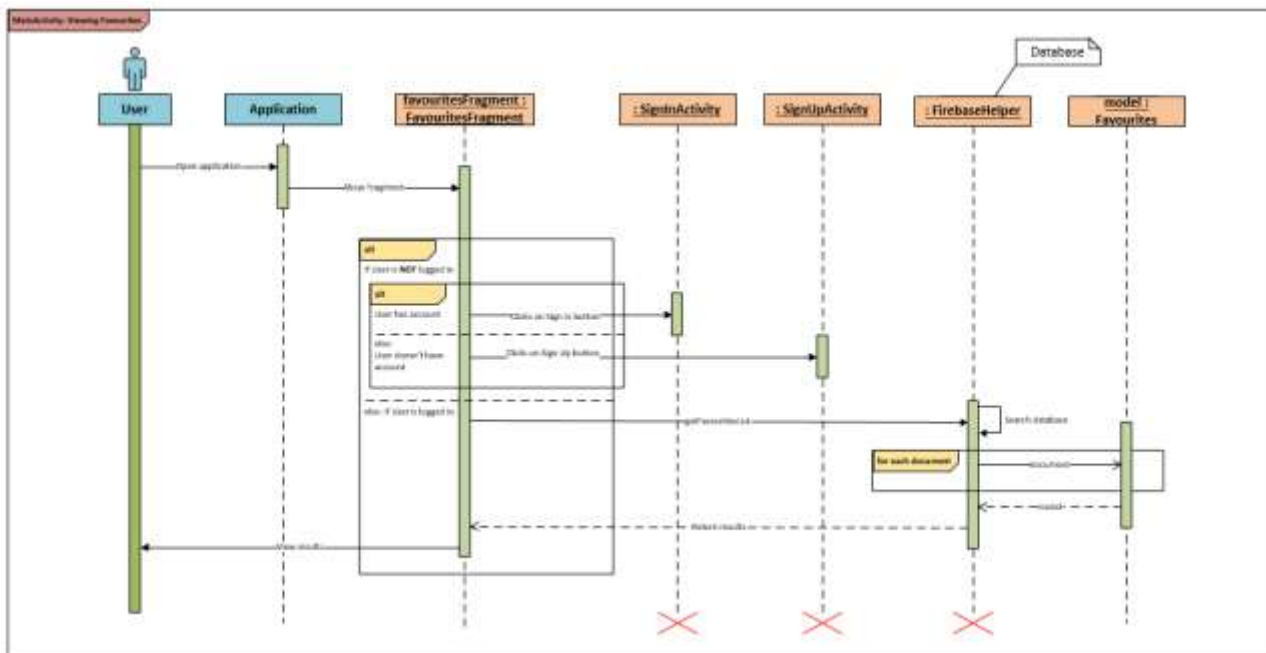 MainActivity: Viewing Favourites
Database
User
Application
favouritesFragment :
FavouritesFragment
: SignInActivity
: SignUpActivity
: FirebaseHelper
model :
Favourites
Open application
Show fragment
alt
If User is NOT logged in
alt
User has account
Clicks on Sign In button
else
User doesn't have
account
Clicks on Sign Up button
else: If User is logged in
Search database
for each document
document
model
Return results
View results